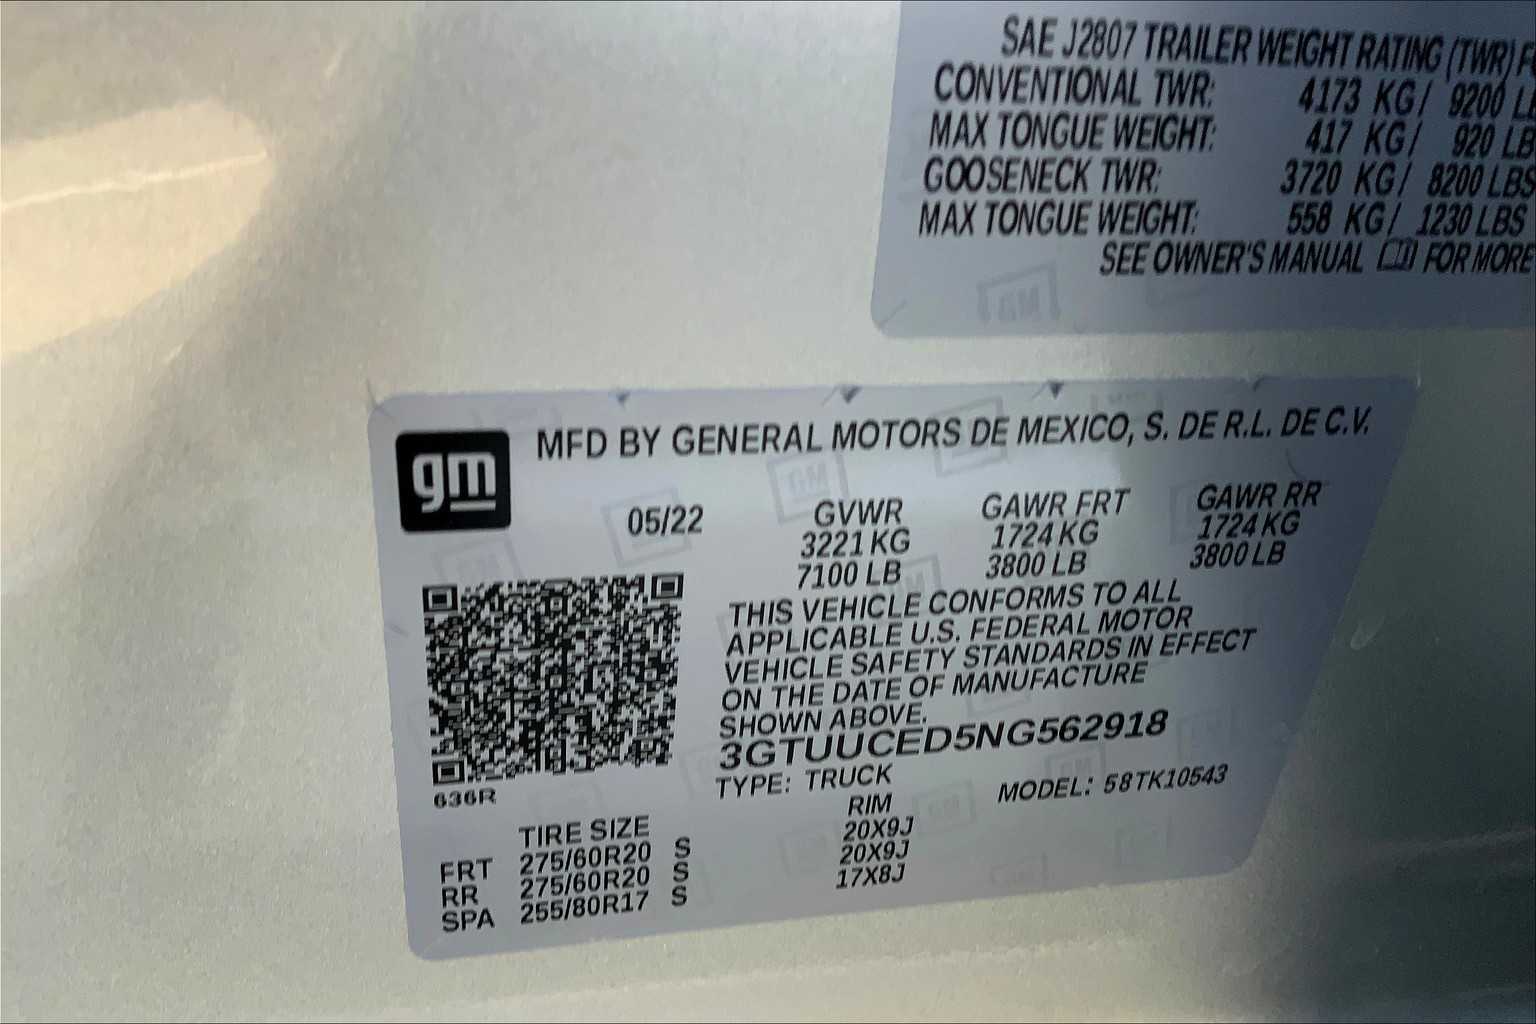 SAE J2807 TRAILER WEIGHT RATING (TWR)
CONVENTIONAL TWR: 4173 KG/ 9200
MAX TONGUE WEIGHT: 417 KG/ 920 LB
GOOSENECK TWR: 3720 KG/ 8200 LBS
MAX TONGUE WEIGHT: 558 KG/ 1230 LBS
SEE OWNER'S MANUAL FOR MORE
gm
MFD BY GENERAL MOTORS DE MEXICO, S. DE R.L. DE C.V.
05/22 GVWR GAWR FRT GAWR RR
3221 KG 1724 KG 1724 KG
7100 LB 3800 LB 3800 LB
THIS VEHICLE CONFORMS TO ALL
APPLICABLE U.S. FEDERAL MOTOR
VEHICLE SAFETY STANDARDS IN EFFECT
ON THE DATE OF MANUFACTURE
SHOWN ABOVE.
3GTUUCED5NG562918
TYPE: TRUCK MODEL: 58TK10543
636R
TIRE SIZE RIM
FRT 275/60R20 S 20X9J
RR 275/60R20 S 20X9J
SPA 255/80R17 S 17X8J